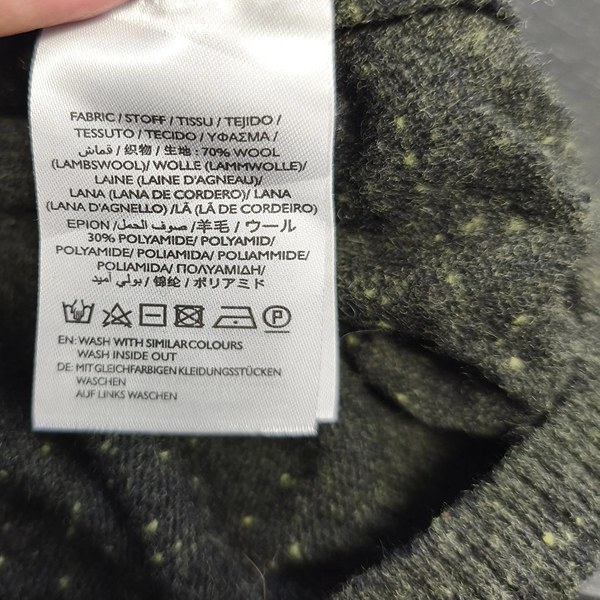 FABRIC / STOFF / TISSU / TEJIDO /
TESSUTO / TECIDO / ΥΦΑΣΜΑ /
قماش / 织物 / 生地 : 70% WOOL
(LAMBSWOOL)/ WOLLE (LAMMWOLLE)/
LAINE (LAINE D'AGNEAU)/
LANA (LANA DE CORDERO)/ LANA
(LANA D'AGNELLO)/LÃ (LÃ DE CORDEIRO)
ΕΡΙΟΝ / صوف الحمل /羊毛 / ウール
30% POLYAMIDE/ POLYAMID/
POLYAMIDE/ POLIAMIDA/ POLIAMMIDE/
POLIAMIDA/ ΠΟΛΥΑΜΙΔΗ/
بولي أميد /锦纶/ ポリアミド
P
EN: WASH WITH SIMILAR COLOURS
WASH INSIDE OUT
DE: MIT GLEICHFARBIGEN KLEIDUNGSSTÜCKEN
WASCHEN
AUF LINKS WASCHEN